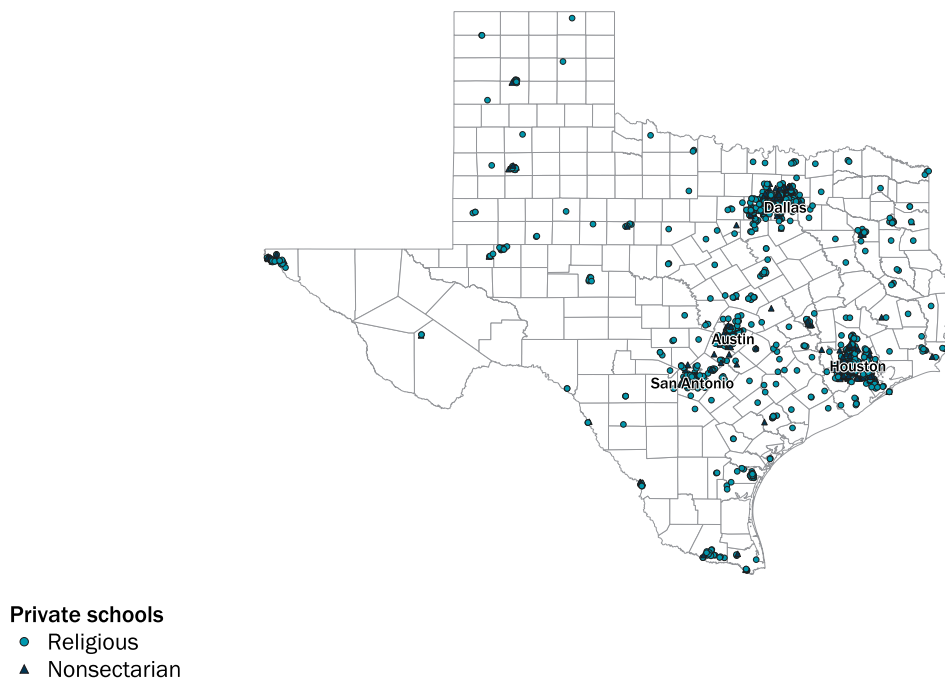 Dallas
Austin
Houston
San Antonio
Private schools
Religious
Nonsectarian